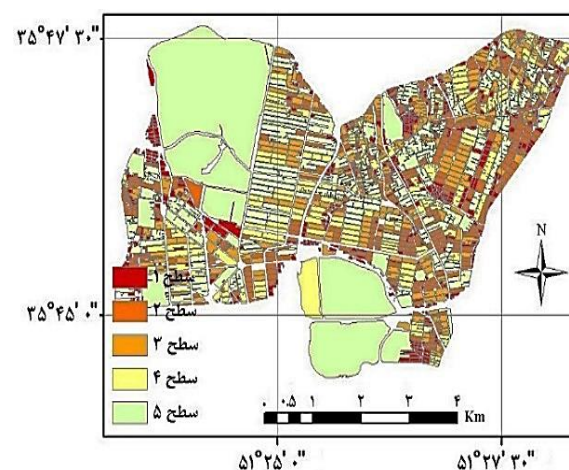 ۳۵°۴۷' ۳۰"
N
سطح ۱
سطح ۲
سطح ۳
سطح ۴
سطح ۵
۳۵°۴۵' ۰"
۰ ۰.۵ ۱ ۲ ۳ ۴
Km
۵۱°۲۵' ۰" ۵۱°۲۷' ۳۰"